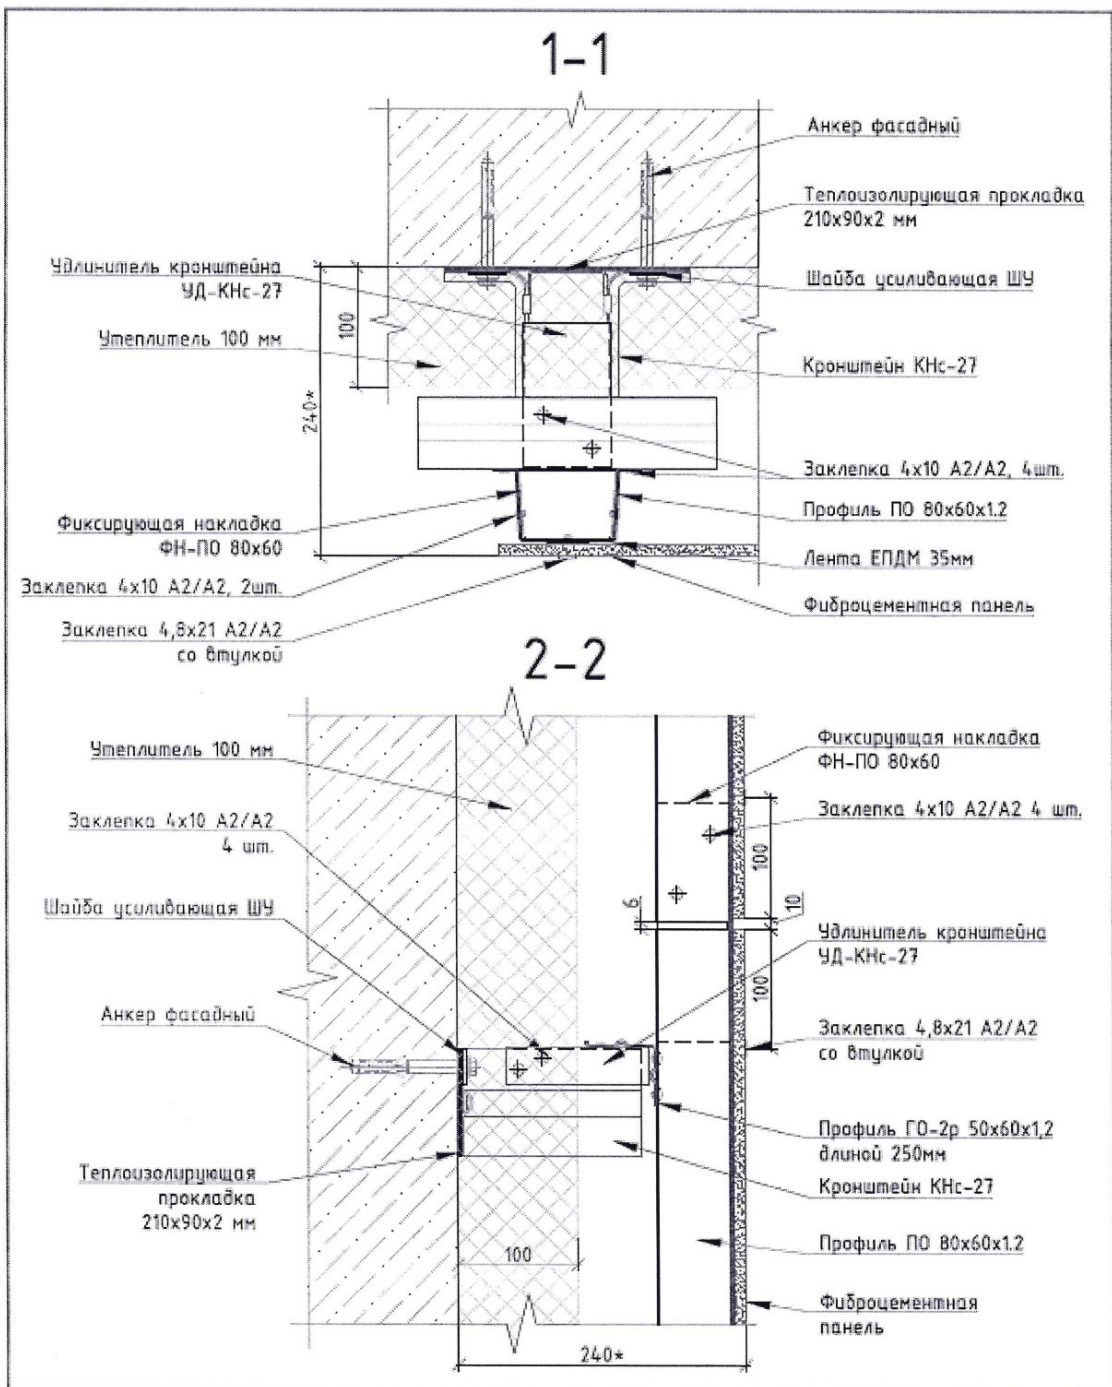 1-1
Анкер фасадный
Теплоизолирующая прокладка
210х90х2 мм
Удлинитель кронштейна
УД-КНс-27
Шайба усиливающая ШУ
Утеплитель 100 мм
100
Кронштейн КНс-27
240*
Заклепка 4х10 А2/А2, 4шт.
Профиль ПО 80х60х1.2
Фиксирующая накладка
ФН-ПО 80х60
Лента ЕПДМ 35мм
Заклепка 4х10 А2/А2, 2шт.
Фиброцементная панель
Заклепка 4,8х21 А2/А2
со втулкой
2-2
Утеплитель 100 мм
Фиксирующая накладка
ФН-ПО 80х60
Заклепка 4х10 А2/А2
4 шт.
Заклепка 4х10 А2/А2 4 шт.
100
6
10
Шайба усиливающая ШУ
Удлинитель кронштейна
УД-КНс-27
100
Анкер фасадный
Заклепка 4,8х21 А2/А2
со втулкой
Профиль ГО-2р 50х60х1,2
длиной 250мм
Теплоизолирующая
прокладка
210х90х2 мм
Кронштейн КНс-27
100
Профиль ПО 80х60х1.2
Фиброцементная
панель
240*